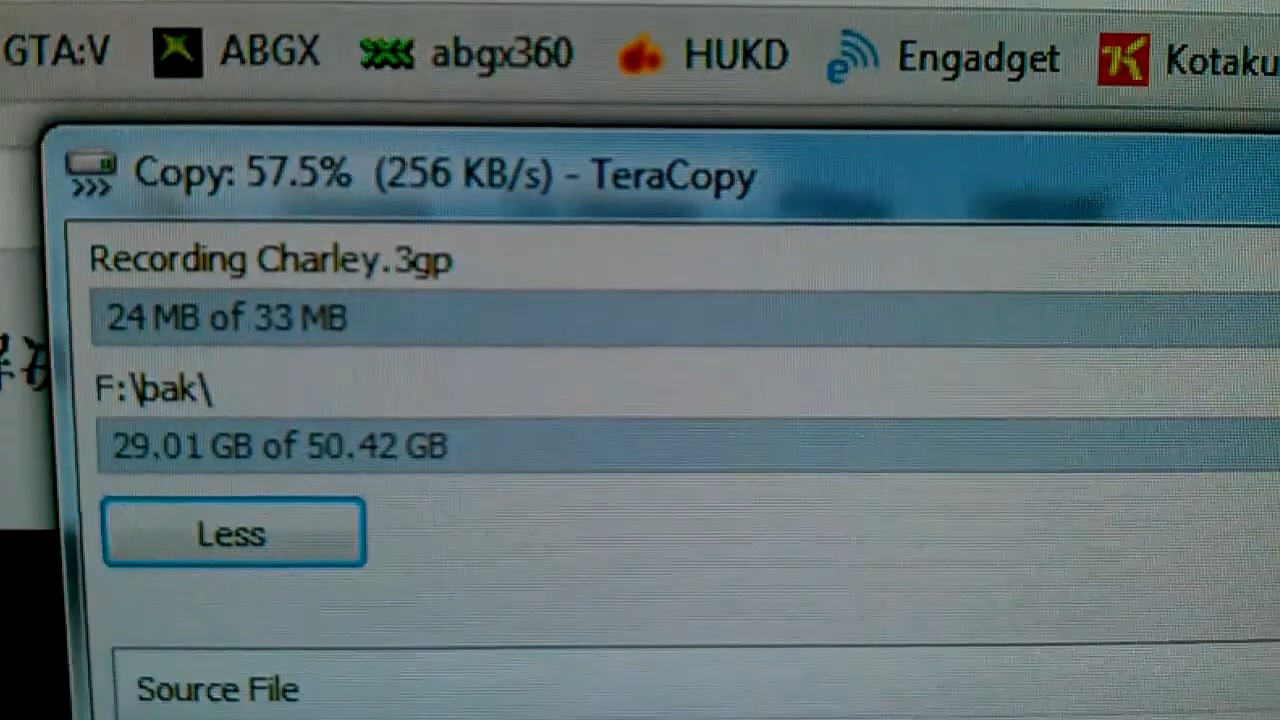 GTA:V ABGX abgx360 HUKD Engadget Kotaku
Copy: 57.5% (256 KB/s) - TeraCopy
Recording Charley.3gp
24 MB of 33 MB
F:\bak\
29.01 GB of 50.42 GB
Less
Source File